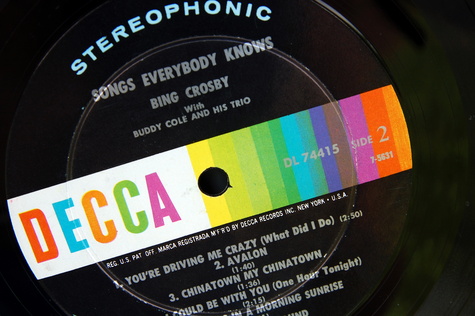 STEREOPHONIC
SONGS EVERYBODY KNOWS
BING CROSBY
With
BUDDY COLE AND HIS TRIO
DECCA
DL 74415
SIDE 2
7-5631
REG. U.S. PAT. OFF. MARCA REGISTRADA M'F'R'D BY DECCA RECORDS INC. NEW YORK • U.S.A.
1. YOU'RE DRIVING ME CRAZY (What Did I Do) (2:50)
2. AVALON
(1:40)
3. CHINATOWN MY CHINATOWN
(1:36)
COULD BE WITH YOU (One Hour Tonight)
(2:15)
IN A MORNING SUNRISE